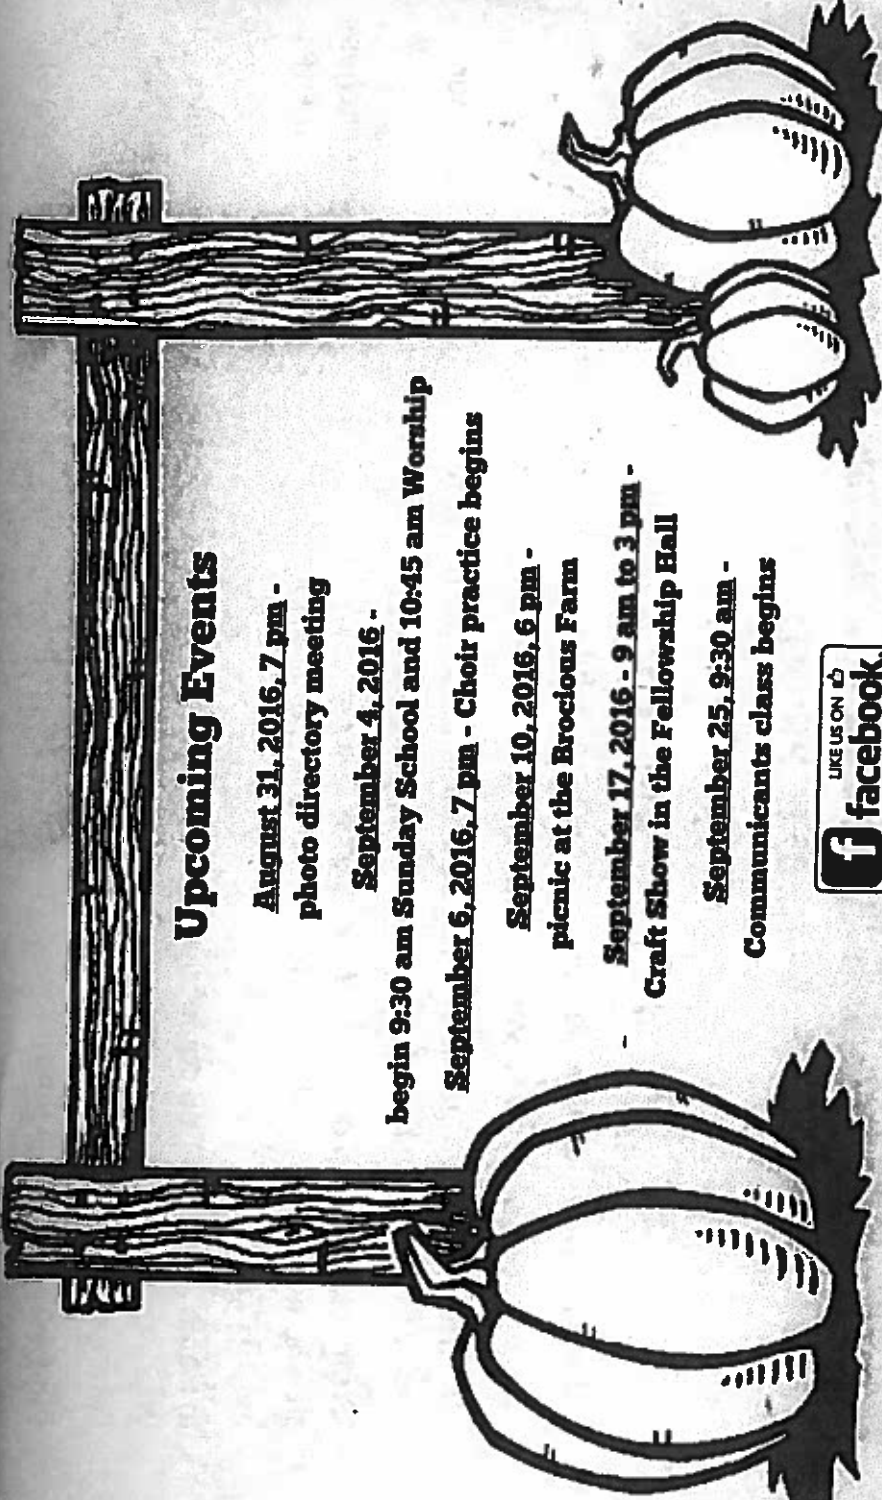 Upcoming Events
August 31, 2016, 7 pm -
photo directory meeting
September 4, 2016 -
begin 9:30 am Sunday School and 10:45 am Worship
September 6, 2016, 7 pm - Choir practice begins
September 10, 2016, 6 pm -
picnic at the Brocious Farm
September 17, 2016 - 9 am to 3 pm -
Craft Show in the Fellowship Hall
September 25, 9:30 am -
Communicants class begins
LIKE US ON
f facebook.